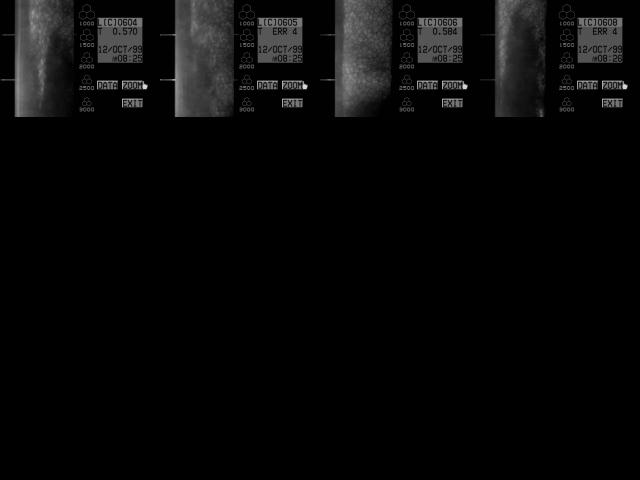 L(C)0604
T 0.570
12/OCT/99
08:25
1000
1500
2000
2500
3000
DATA ZOOM
EXIT
L(C)0605
T ERR 4
12/OCT/99
08:25
1000
1500
2000
2500
3000
DATA ZOOM
EXIT
L(C)0606
T 0.584
12/OCT/99
08:25
1000
1500
2000
2500
3000
DATA ZOOM
EXIT
L(C)0608
T ERR 4
12/OCT/99
08:26
1000
1500
2000
2500
3000
DATA ZOOM
EXIT